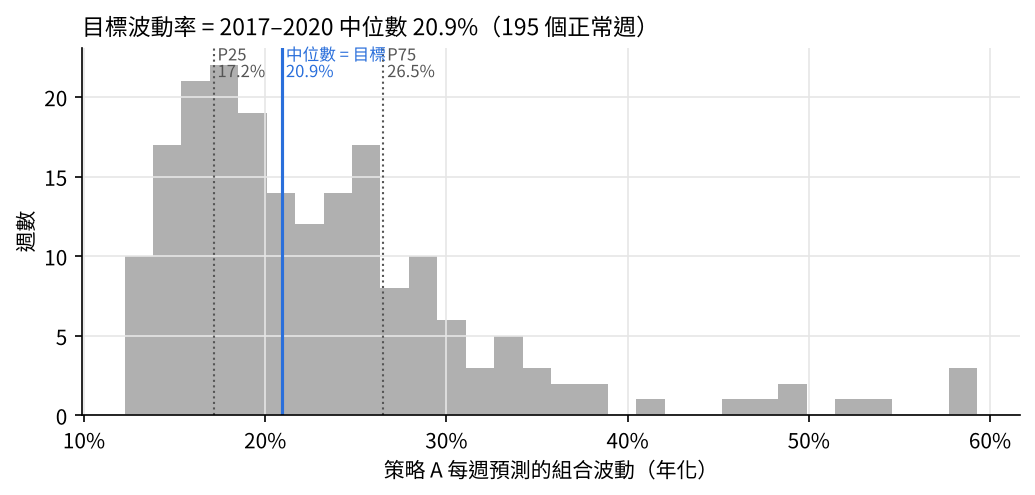 目標波動率 = 2017–2020 中位數 20.9%（195 個正常週）
P25
17.2%
中位數 = 目標
20.9%
P75
26.5%
週數
20
15
10
5
0
10%
20%
30%
40%
50%
60%
策略 A 每週預測的組合波動（年化）